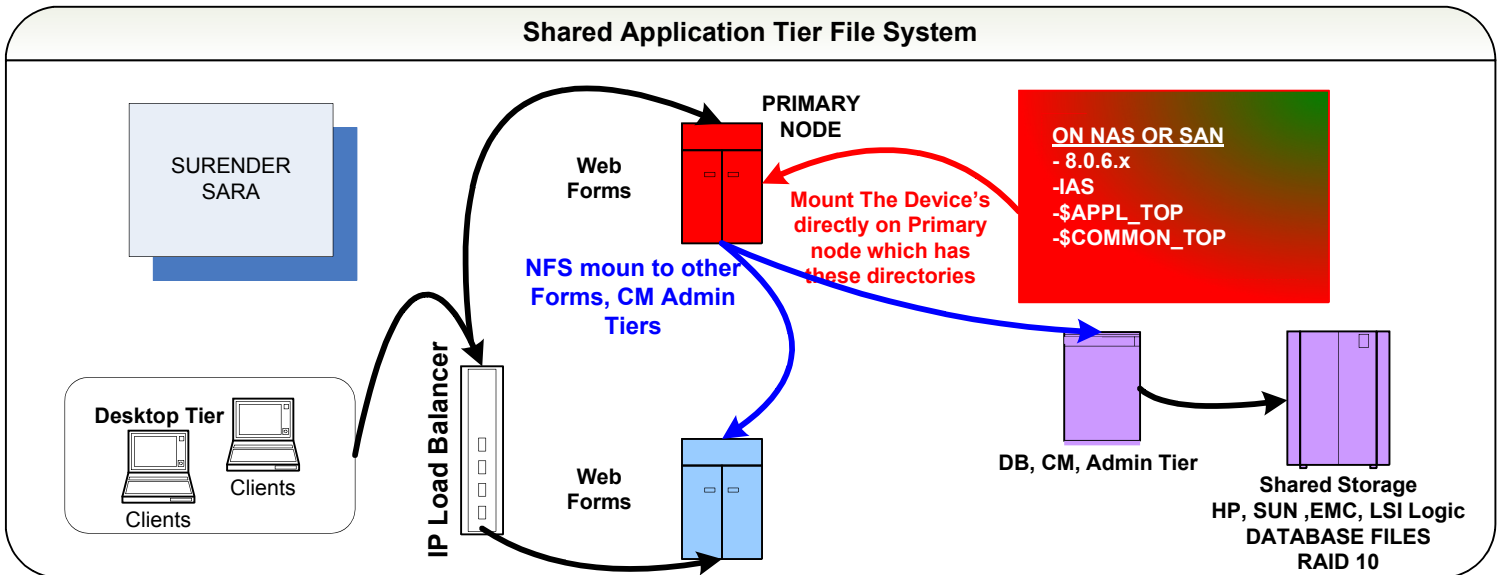 Shared Application Tier File System
SURENDER
SARA
PRIMARY
NODE
Web
Forms
ON NAS OR SAN
- 8.0.6.x
-IAS
-$APPL_TOP
-$COMMON_TOP
Mount The Device’s
directly on Primary
node which has
these directories
NFS moun to other
Forms, CM Admin
Tiers
IP Load Balancer
Desktop Tier
Clients
Clients
Web
Forms
DB, CM, Admin Tier
Shared Storage
HP, SUN ,EMC, LSI Logic
DATABASE FILES
RAID 10